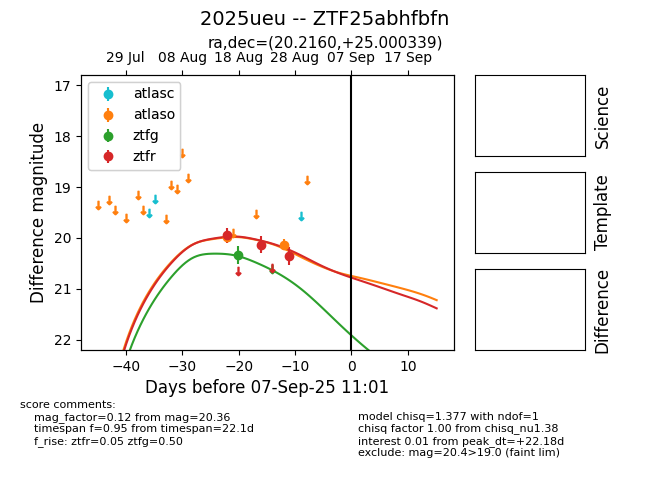 2025ueu -- ZTF25abhfbfn
ra,dec=(20.2160,+25.000339)
29 Jul 08 Aug 18 Aug 28 Aug 07 Sep 17 Sep
atlasc
atlaso
ztfg
ztfr
17
18
19
20
21
22
Difference magnitude
−40 −30 −20 −10 0 10
Days before 07-Sep-25 11:01
Science
Template
Difference
score comments:
mag_factor=0.12 from mag=20.36
timespan f=0.95 from timespan=22.1d
f_rise: ztfr=0.05 ztfg=0.50
model chisq=1.377 with ndof=1
chisq factor 1.00 from chisq_nu1.38
interest 0.01 from peak_dt=+22.18d
exclude: mag=20.4>19.0 (faint lim)